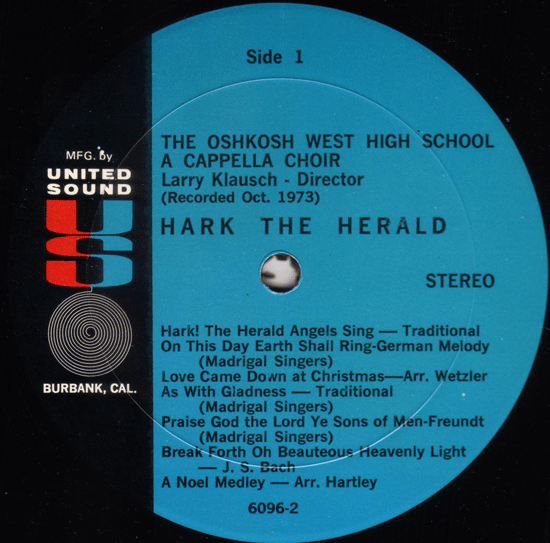 Side 1
THE OSHKOSH WEST HIGH SCHOOL
A CAPPELLA CHOIR
Larry Klausch - Director
(Recorded Oct. 1973)
HARK THE HERALD
MFG. by
UNITED
SOUND
US
BURBANK, CAL.
STEREO
Hark! The Herald Angels Sing — Traditional
On This Day Earth Shall Ring-German Melody
(Madrigal Singers)
Love Came Down at Christmas—Arr. Wetzler
As With Gladness — Traditional
(Madrigal Singers)
Praise God the Lord Ye Sons of Men-Freundt
(Madrigal Singers)
Break Forth Oh Beauteous Heavenly Light
— J. S. Bach
A Noel Medley — Arr. Hartley
6096-2